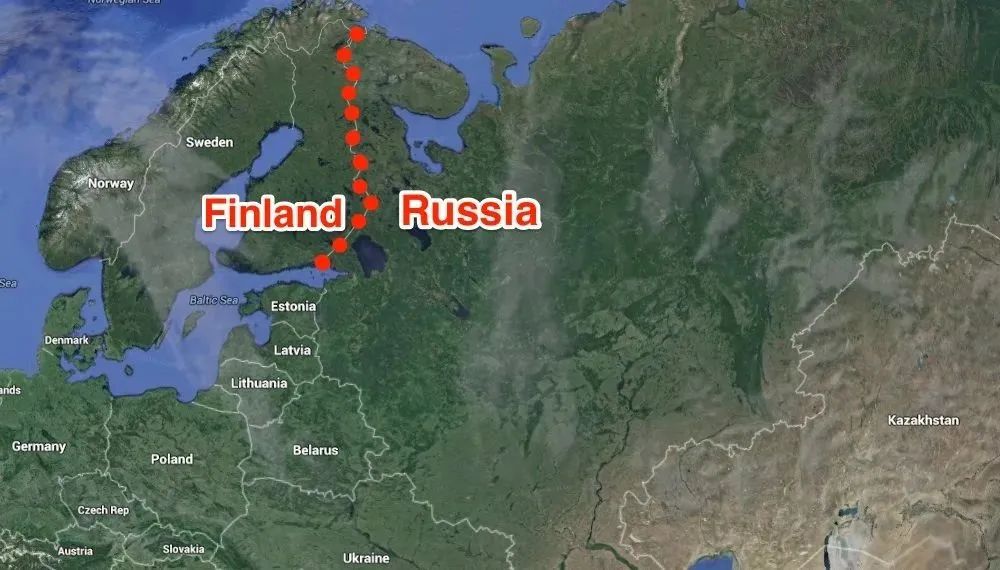 Norwegian Sea
Sweden
Norway
Finland
Russia
Sea
Baltic Sea
Estonia
Denmark
Latvia
Lithuania
ands
Germany
Poland
Belarus
Kazakhstan
Czech Rep
Austria
Slovakia
Ukraine